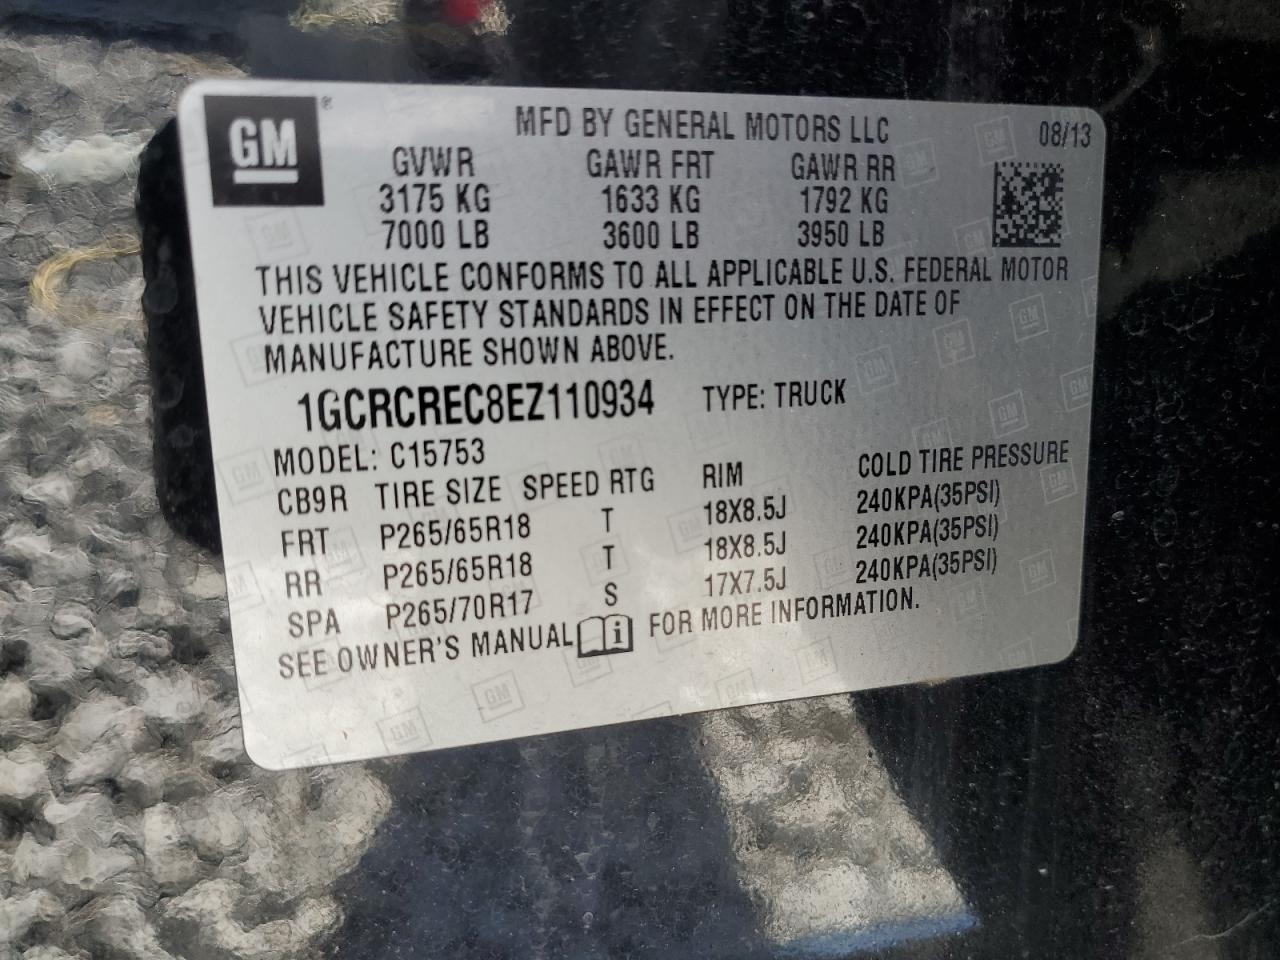 GM®
MFD BY GENERAL MOTORS LLC 08/13
GVWR GAWR FRT GAWR RR
3175 KG 1633 KG 1792 KG
7000 LB 3600 LB 3950 LB
THIS VEHICLE CONFORMS TO ALL APPLICABLE U.S. FEDERAL MOTOR
VEHICLE SAFETY STANDARDS IN EFFECT ON THE DATE OF
MANUFACTURE SHOWN ABOVE.
1GCRCREC8EZ110934 TYPE: TRUCK
MODEL: C15753
CB9R TIRE SIZE SPEED RTG RIM COLD TIRE PRESSURE
FRT P265/65R18 T 18X8.5J 240KPA(35PSI)
RR P265/65R18 T 18X8.5J 240KPA(35PSI)
SPA P265/70R17 S 17X7.5J 240KPA(35PSI)
SEE OWNER'S MANUAL i FOR MORE INFORMATION.